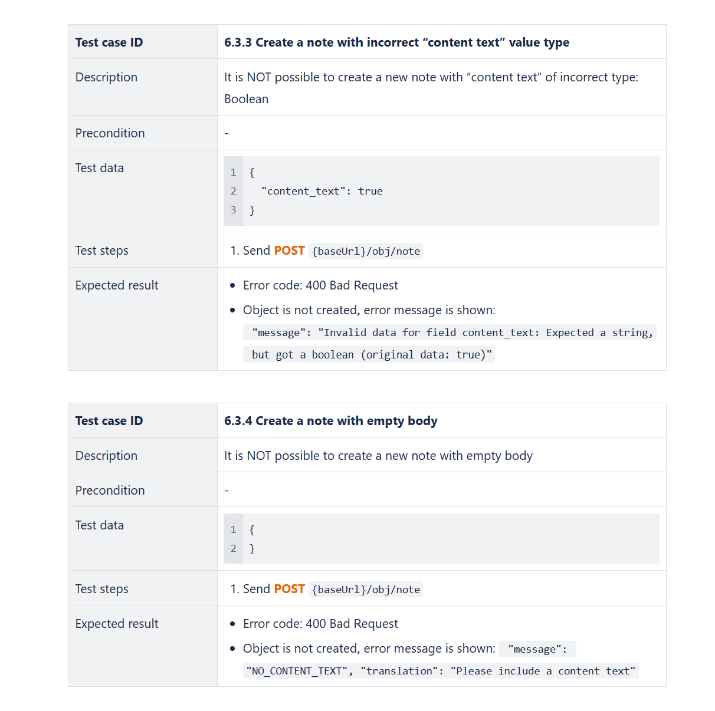 Test case ID 6.3.3 Create a note with incorrect “content text” value type
Description It is NOT possible to create a new note with “content text” of incorrect type:
Boolean
Precondition -
Test data
1 {
2 "content_text": true
3 }
Test steps 1. Send POST {baseUrl}/obj/note
Expected result • Error code: 400 Bad Request
• Object is not created, error message is shown:
"message": "Invalid data for field content_text: Expected a string,
but got a boolean (original data: true)"
Test case ID 6.3.4 Create a note with empty body
Description It is NOT possible to create a new note with empty body
Precondition -
Test data
1 {
2 }
Test steps 1. Send POST {baseUrl}/obj/note
Expected result • Error code: 400 Bad Request
• Object is not created, error message is shown: "message":
"NO_CONTENT_TEXT", "translation": "Please include a content text"